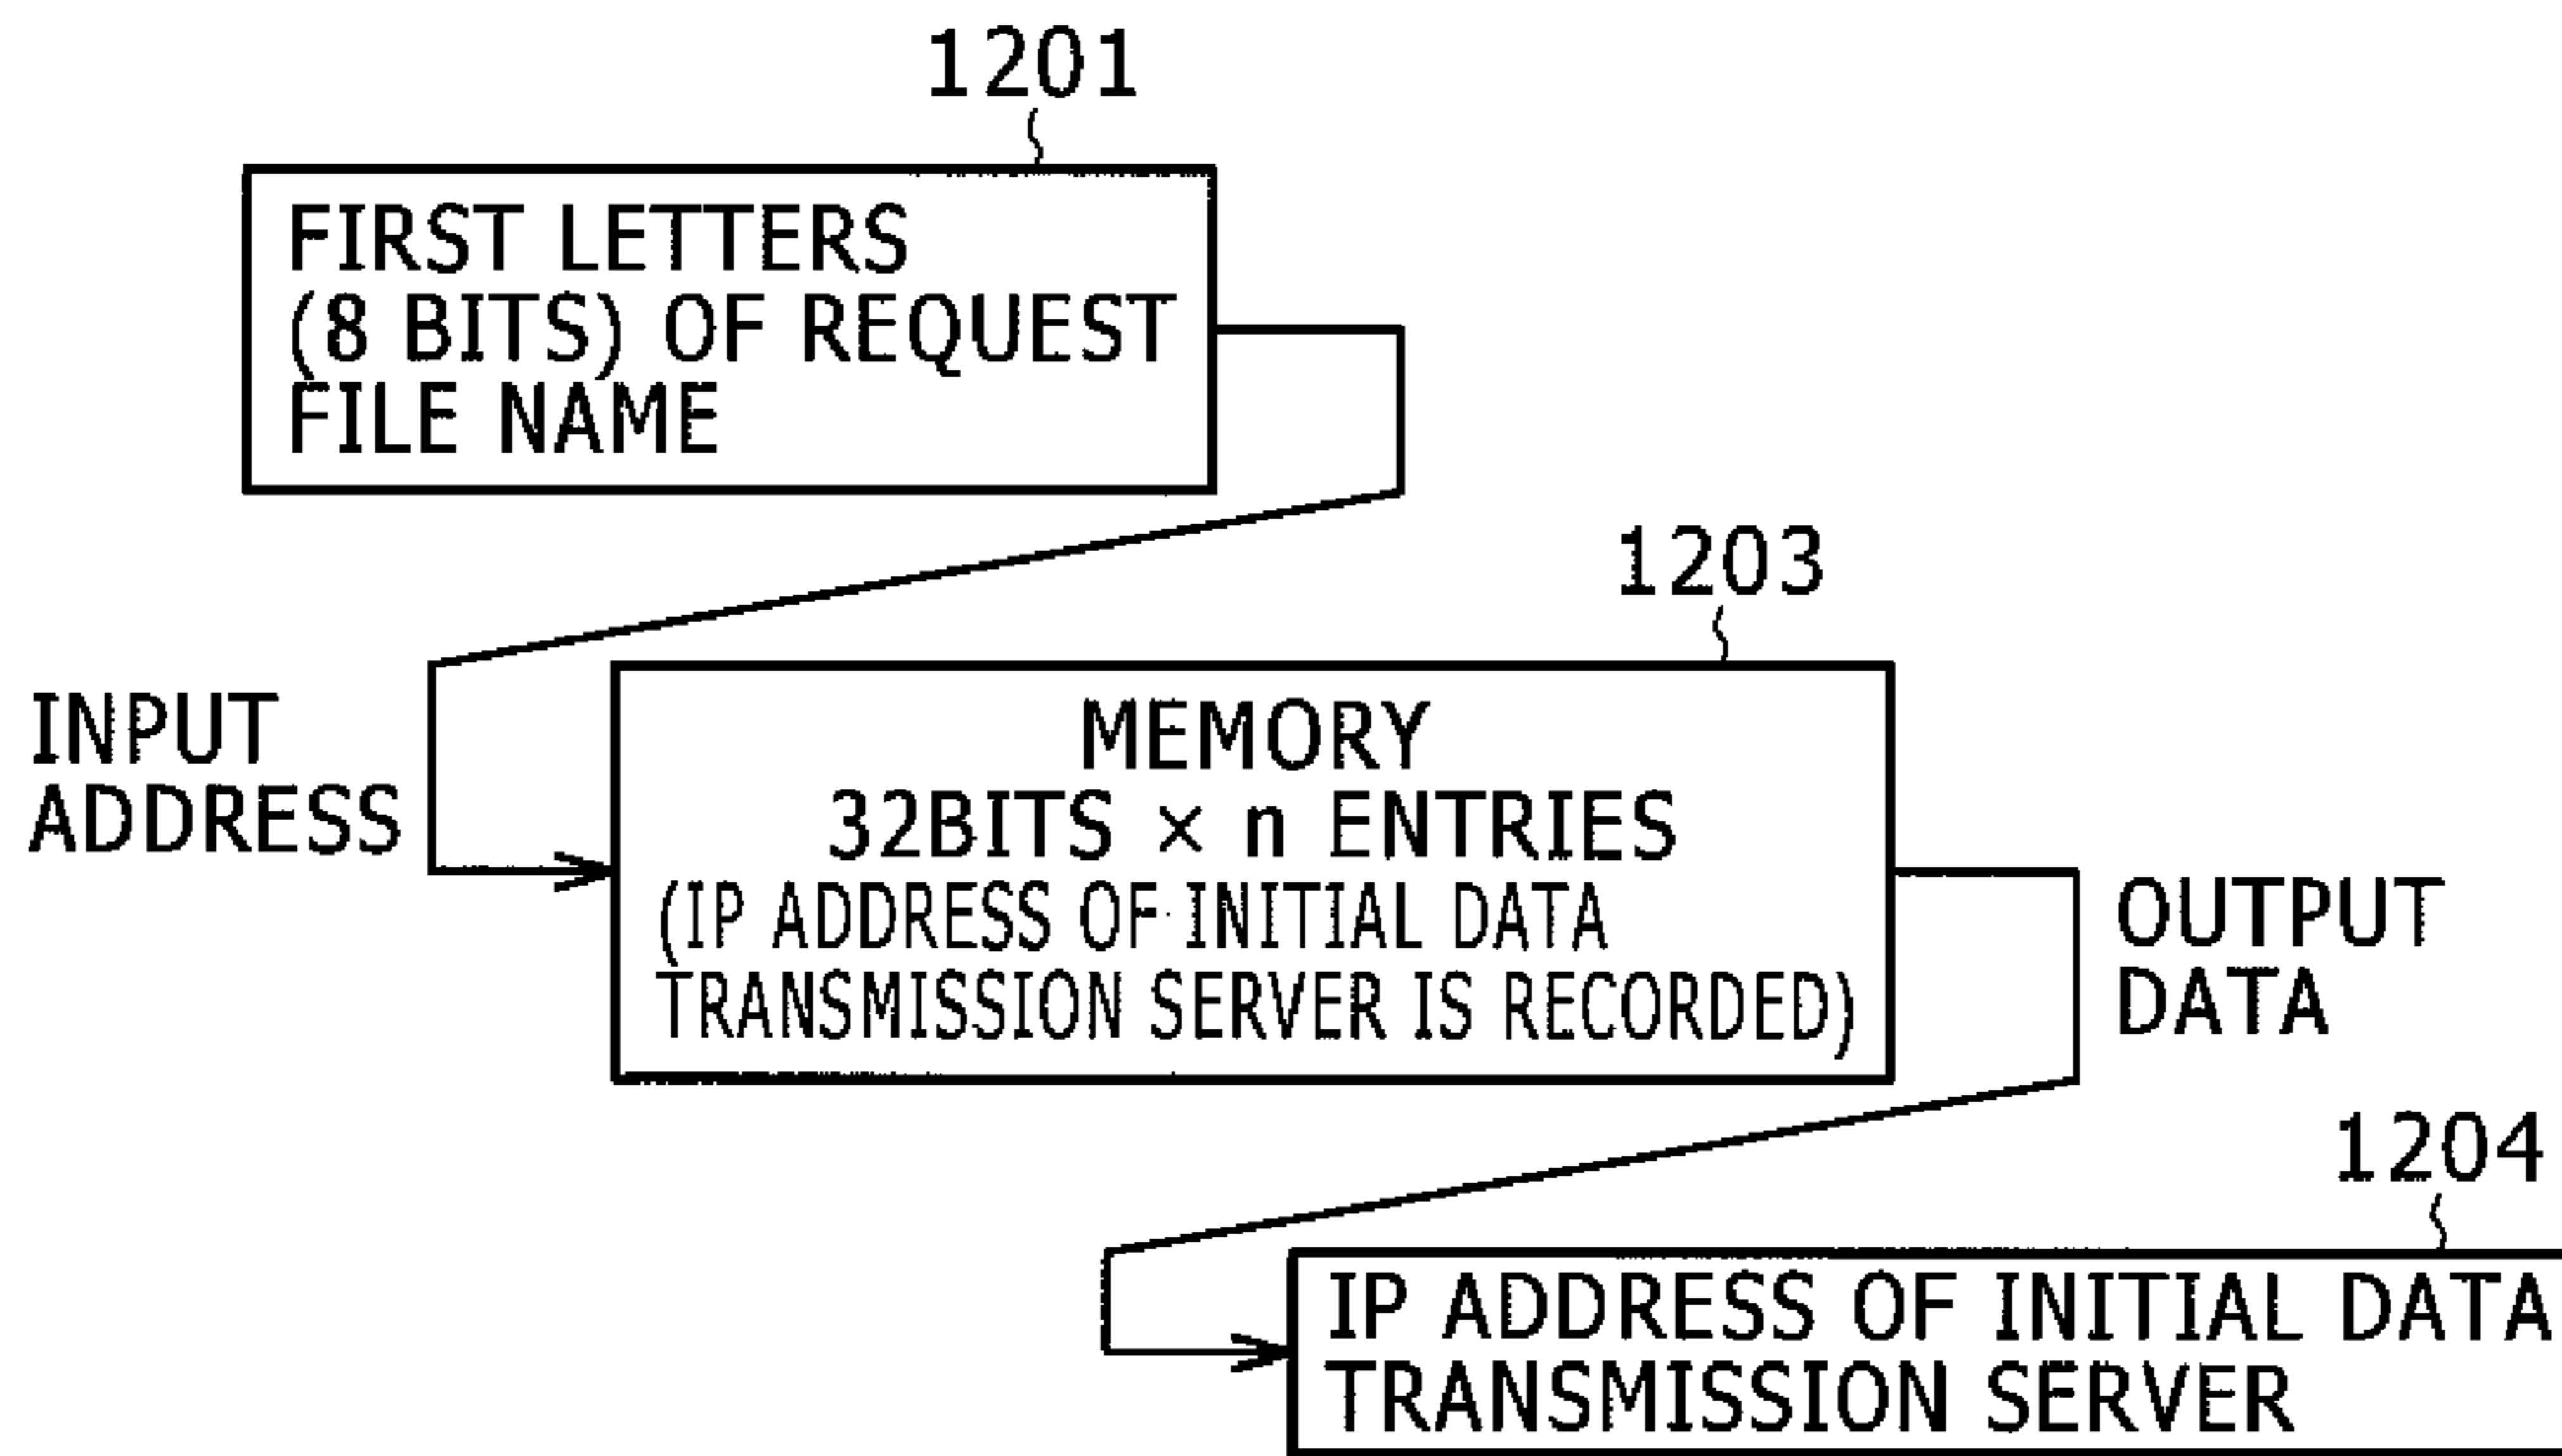 1201
FIRST LETTERS
(8 BITS) OF REQUEST
FILE NAME
1203
INPUT
ADDRESS
MEMORY
32BITS × n ENTRIES
(IP ADDRESS OF INITIAL DATA
TRANSMISSION SERVER IS RECORDED)
OUTPUT
DATA
1204
IP ADDRESS OF INITIAL DATA
TRANSMISSION SERVER